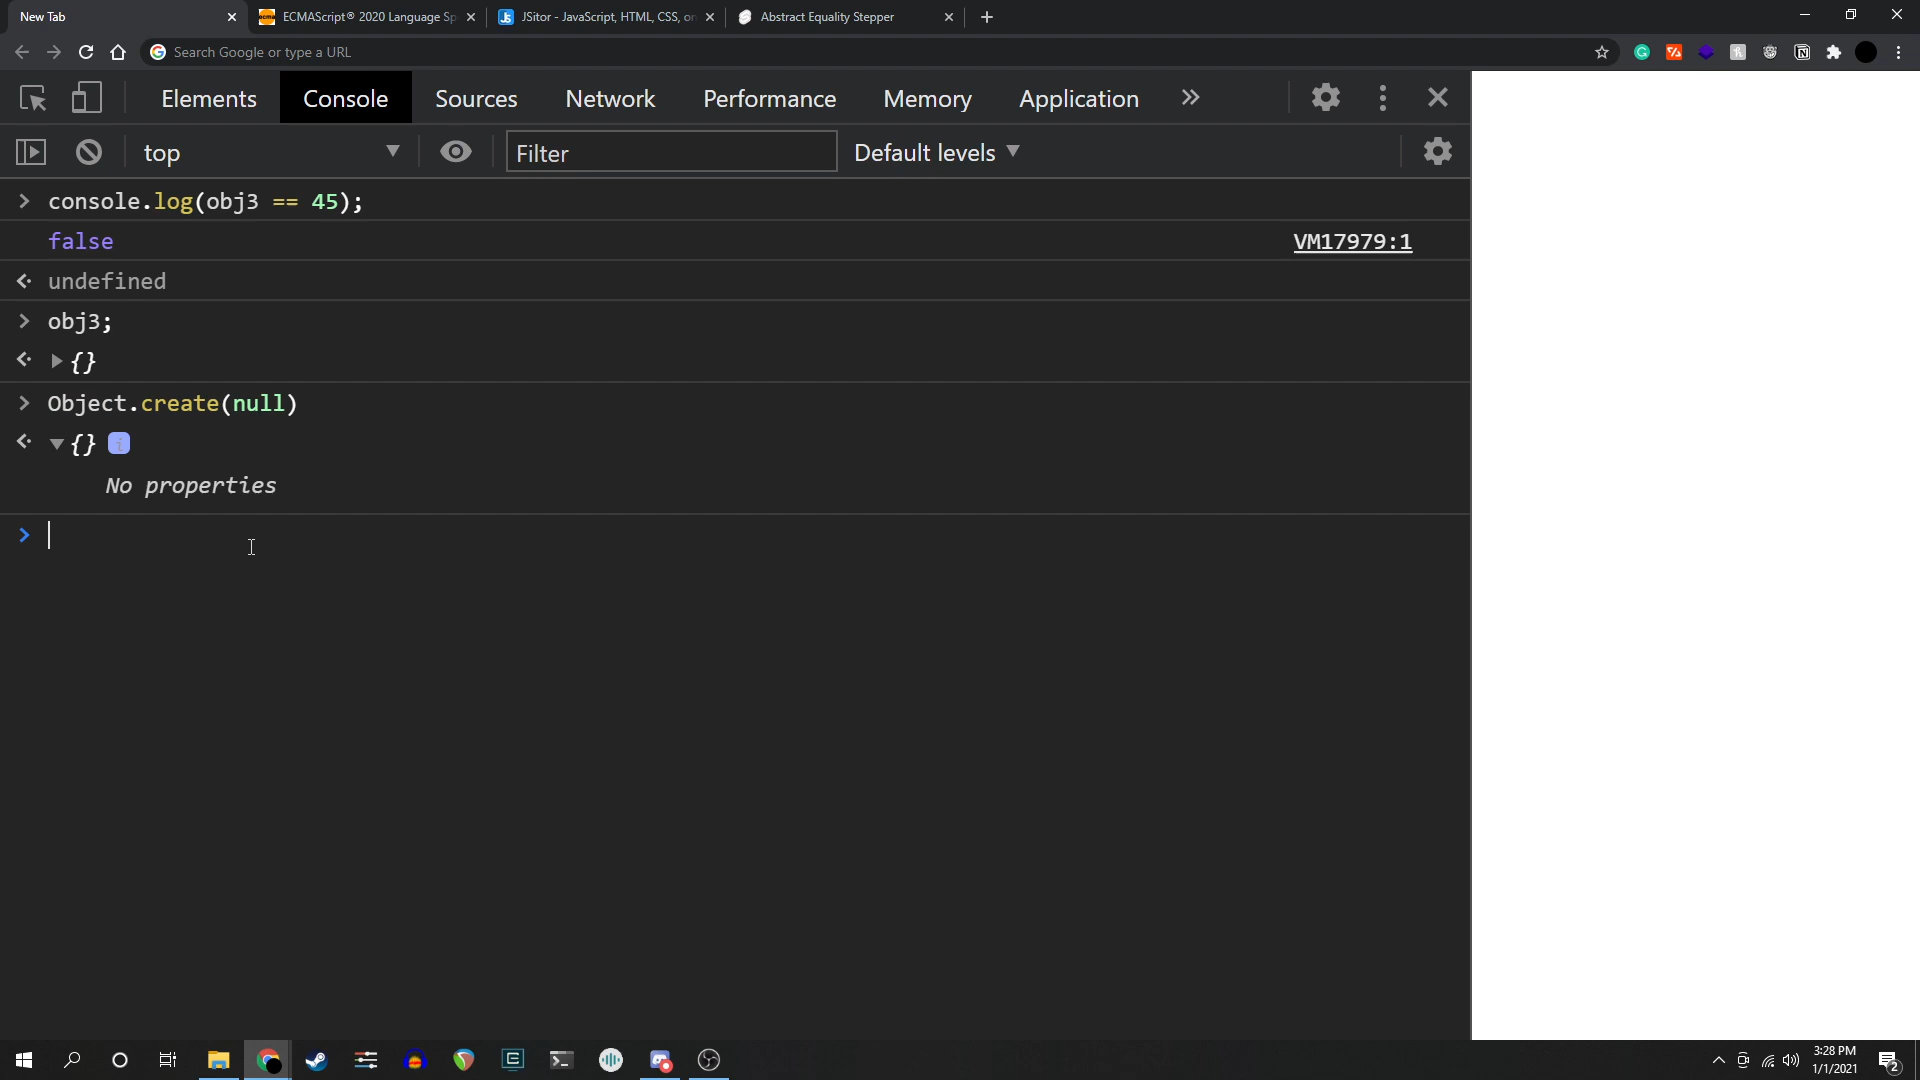 New Tab
ECMAScript® 2020 Language Sp
JSitor - JavaScript, HTML, CSS, on
Abstract Equality Stepper
Search Google or type a URL
Elements
Console
Sources
Network
Performance
Memory
Application
top
Filter
Default levels
> console.log(obj3 == 45);
false
VM17979:1
undefined
> obj3;
{}
> Object.create(null)
{} i
No properties
>
3:28 PM
1/1/2021
2